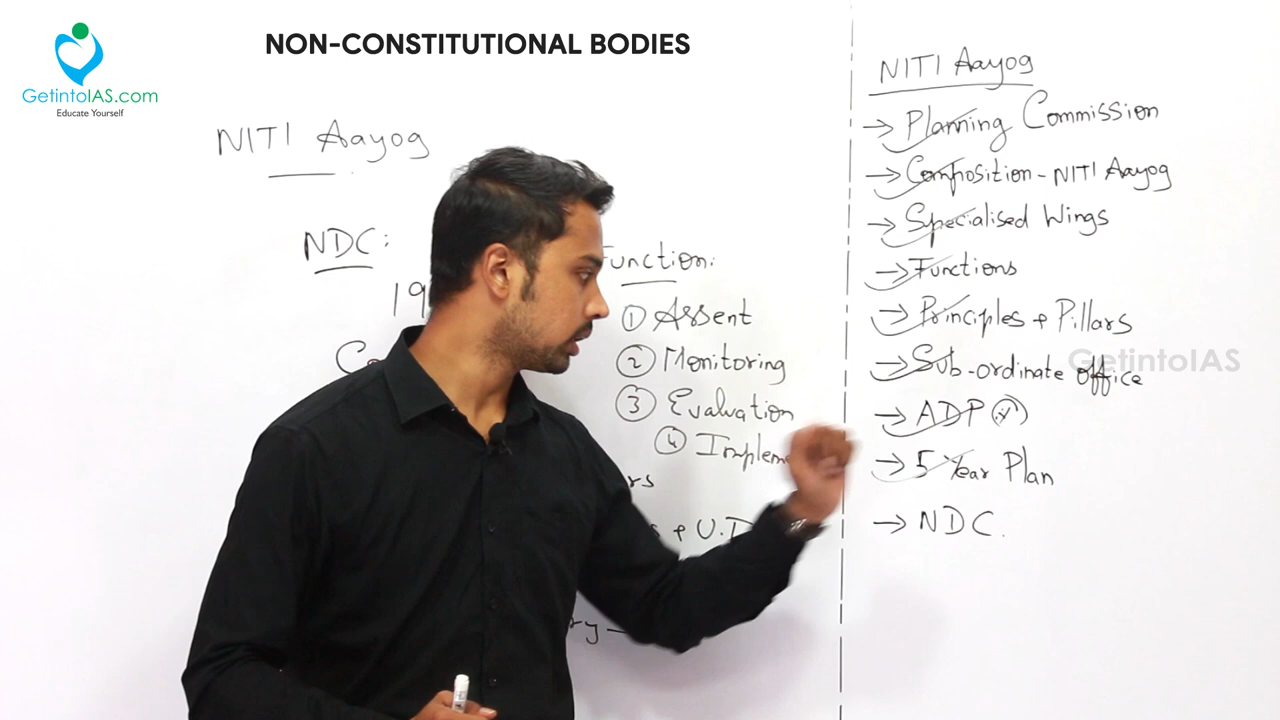 NON-CONSTITUTIONAL BODIES
GetintoIAS.com
Educate Yourself
NITI Aayog
NDC:
19
Function:
① Assent
② Monitoring
③ Evaluation
④ Implem
+ U.
NITI Aayog
→ Planning Commission
→ Composition - NITI Aayog
→ Specialised Wings
→ Functions
→ Principles + Pillars
→ Sub-ordinate office
→ ADP
→ 5 Year Plan
→ NDC.
GetintoIAS